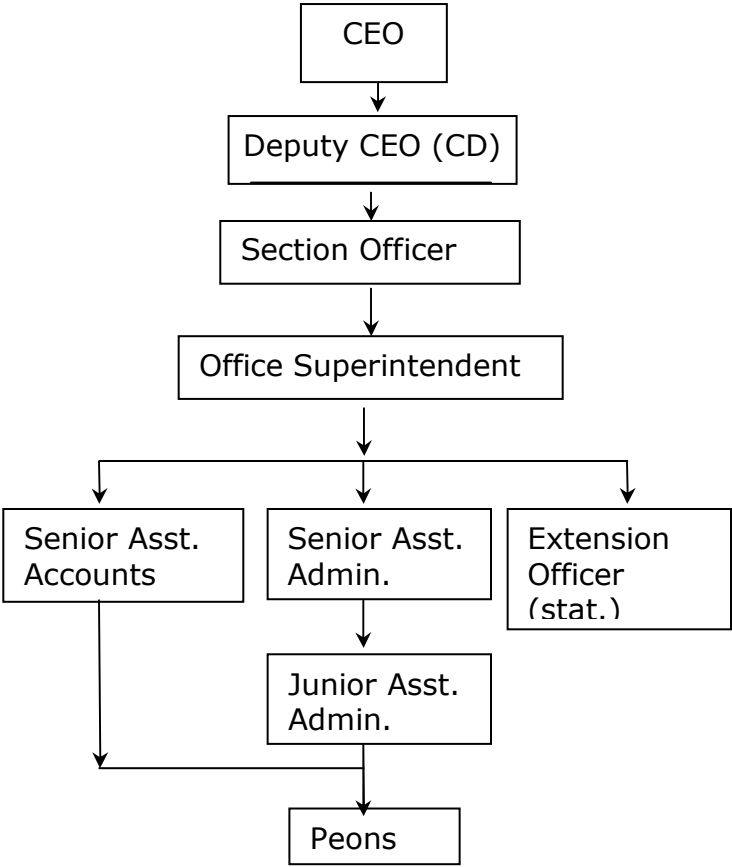 CEO
Deputy CEO (CD)
Section Officer
Office Superintendent
Senior Asst.
Accounts
Senior Asst.
Admin.
Extension
Officer
(stat.)
Junior Asst.
Admin.
Peons